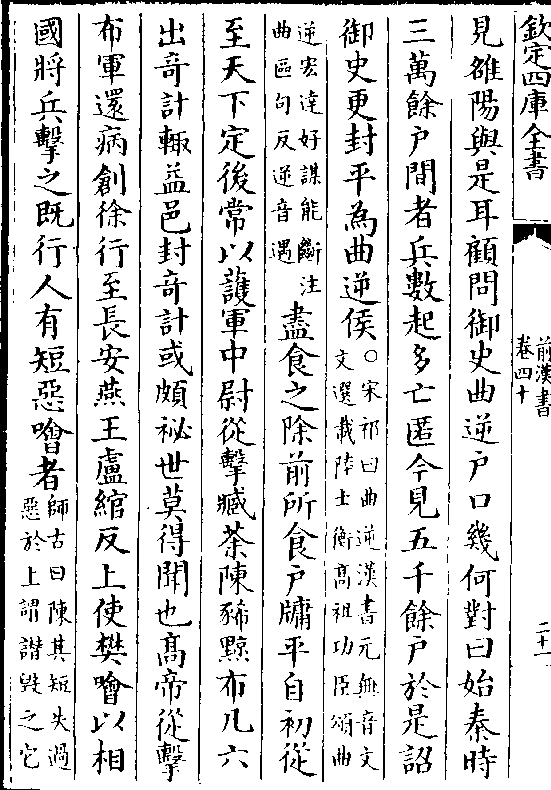 欽定四庫全書
前漢書
卷四十
二十一
見雒陽與是耳顧問御史曲逆户口幾何對曰始秦時
三萬餘户間者兵數起多亡匿今見五千餘户於是詔
御史更封平為曲逆侯○宋祁曰曲逆漢書元無音文
文選載陸士衡高祖功臣頌曲
逆宏達好謀能斷注
曲區句反逆音遇
盡食之除前所食户牖平自初從
至天下定後常以䕶軍中尉從擊臧荼陳豨黥布凡六
出竒計輒益邑封竒計或頗祕世莫得聞也髙帝從擊
布軍還病創徐行至長安燕王盧綰反上使樊噲以相
國將兵擊之既行人有短惡噲者師古曰陳其短失過
惡於上謂譖毀之它